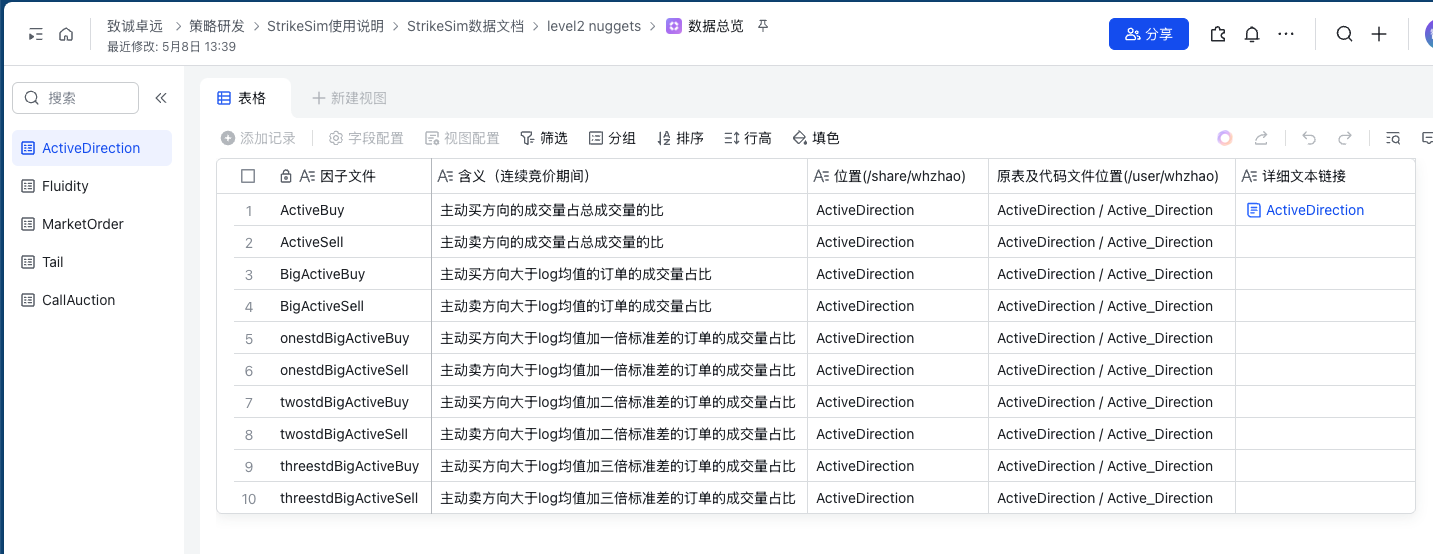 致诚卓远 > 策略研发 > StrikeSim使用说明 > StrikeSim数据文档 > level2 nuggets > 数据总览
最近修改: 5月8日 13:39
分享
搜索
ActiveDirection
Fluidity
MarketOrder
Tail
CallAuction
表格 新建视图
添加记录 字段配置 视图配置 筛选 分组 排序 行高 填色
因子文件 含义（连续竞价期间） 位置(/share/whzhao) 原表及代码文件位置(/user/whzhao) 详细文本链接
1 ActiveBuy 主动买方向的成交量占总成交量的比 ActiveDirection ActiveDirection / Active_Direction ActiveDirection
2 ActiveSell 主动卖方向的成交量占总成交量的比 ActiveDirection ActiveDirection / Active_Direction
3 BigActiveBuy 主动买方向大于log均值的订单的成交量占比 ActiveDirection ActiveDirection / Active_Direction
4 BigActiveSell 主动卖方向大于log均值的订单的成交量占比 ActiveDirection ActiveDirection / Active_Direction
5 onestdBigActiveBuy 主动买方向大于log均值加一倍标准差的订单的成交量占比 ActiveDirection ActiveDirection / Active_Direction
6 onestdBigActiveSell 主动卖方向大于log均值加一倍标准差的订单的成交量占比 ActiveDirection ActiveDirection / Active_Direction
7 twostdBigActiveBuy 主动买方向大于log均值加二倍标准差的订单的成交量占比 ActiveDirection ActiveDirection / Active_Direction
8 twostdBigActiveSell 主动卖方向大于log均值加二倍标准差的订单的成交量占比 ActiveDirection ActiveDirection / Active_Direction
9 threestdBigActiveBuy 主动买方向大于log均值加三倍标准差的订单的成交量占比 ActiveDirection ActiveDirection / Active_Direction
10 threestdBigActiveSell 主动卖方向大于log均值加三倍标准差的订单的成交量占比 ActiveDirection ActiveDirection / Active_Direction